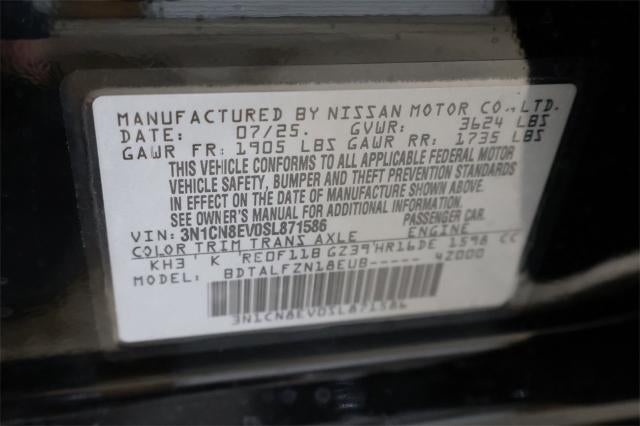 MANUFACTURED BY NISSAN MOTOR CO.,LTD.
DATE: 07/25. GVWR: 3624 LBS
GAWR FR: 1905 LBS GAWR RR: 1735 LBS
THIS VEHICLE CONFORMS TO ALL APPLICABLE FEDERAL MOTOR
VEHICLE SAFETY, BUMPER AND THEFT PREVENTION STANDARDS
IN EFFECT ON THE DATE OF MANUFACTURE SHOWN ABOVE.
SEE OWNER'S MANUAL FOR ADDITIONAL INFORMATION.
VIN: 3N1CN8EV0SL871586 PASSENGER CAR
COLOR TRIM TRANS AXLE ENGINE
KH3 K RE0F11B GZ39 HR16DE 1598 CC
MODEL: BDTALFZN18EUB----- 42000
3N1CN8EV0SL871586